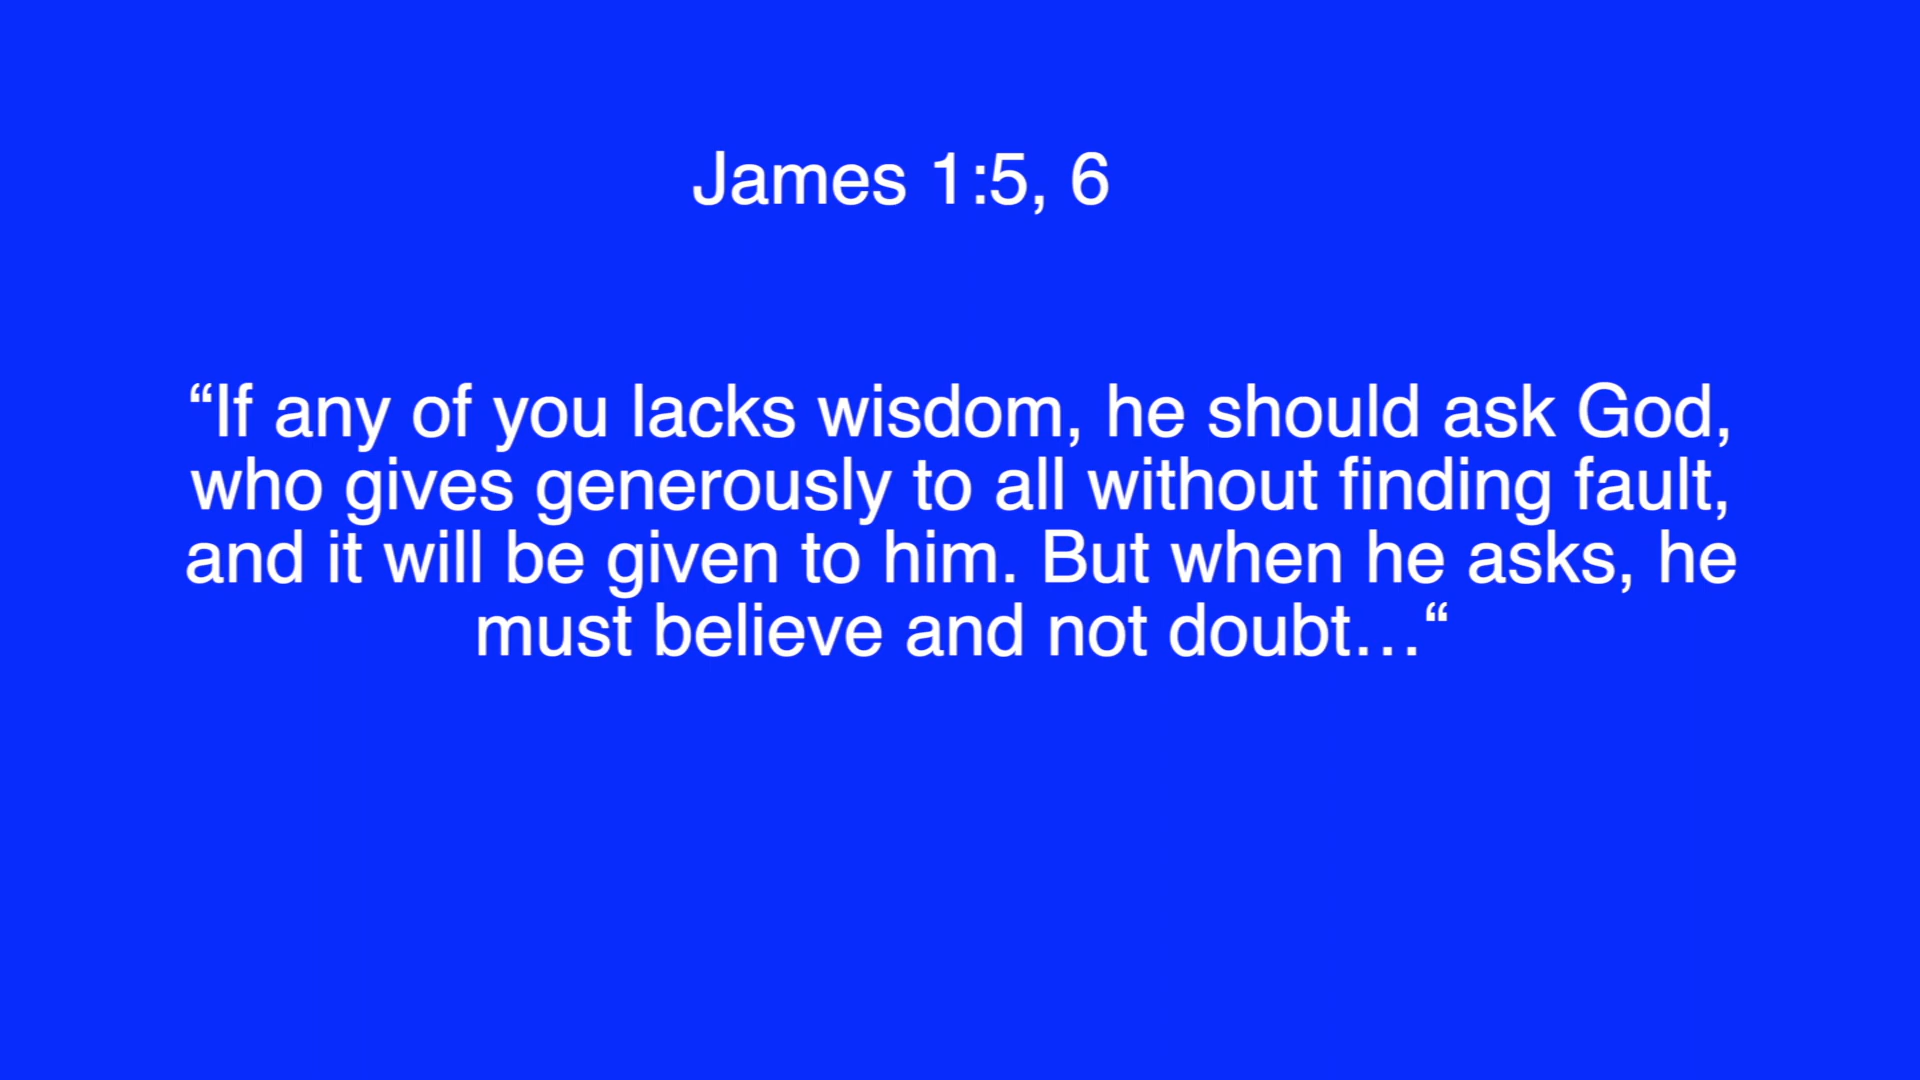 James 1:5, 6
“If any of you lacks wisdom, he should ask God,
who gives generously to all without finding fault,
and it will be given to him. But when he asks, he
must believe and not doubt…“